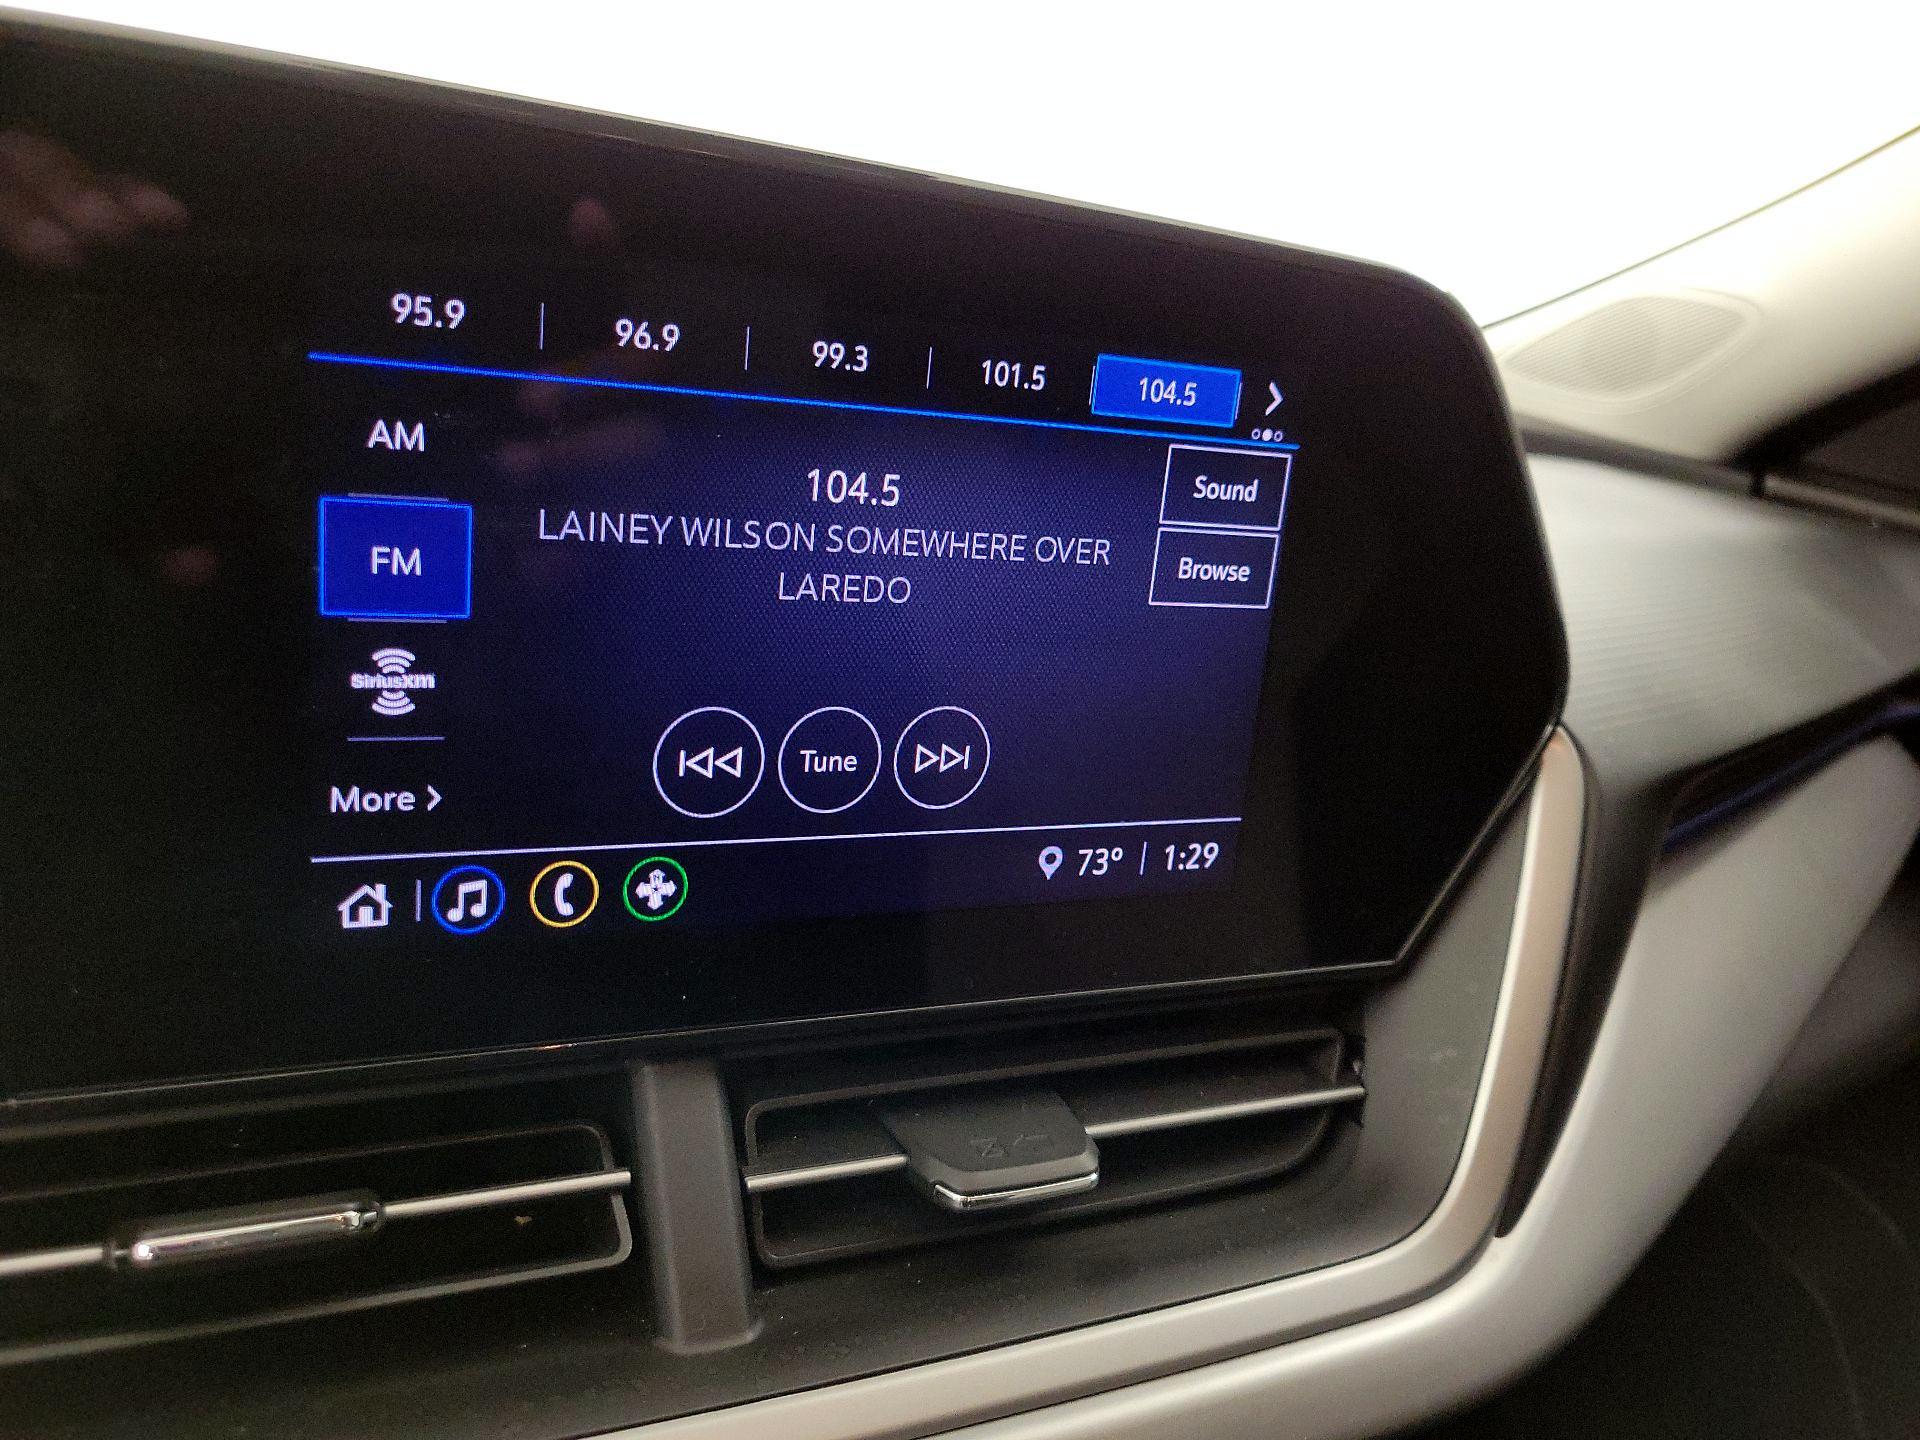 95.9 | 96.9 | 99.3 | 101.5 104.5
AM
104.5
Sound
FM
LAINEY WILSON SOMEWHERE OVER
LAREDO
Browse
SiriusXM
Tune
More >
73° | 1:29